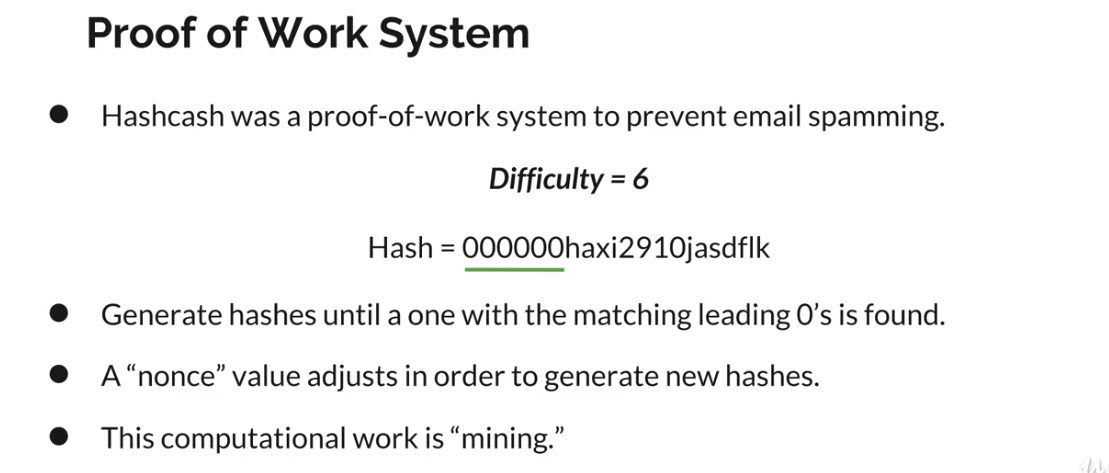 Proof of Work System
● Hashcash was a proof-of-work system to prevent email spamming.
Difficulty = 6
Hash = 000000haxi2910jasdflk
● Generate hashes until a one with the matching leading 0’s is found.
● A “nonce” value adjusts in order to generate new hashes.
● This computational work is “mining.”